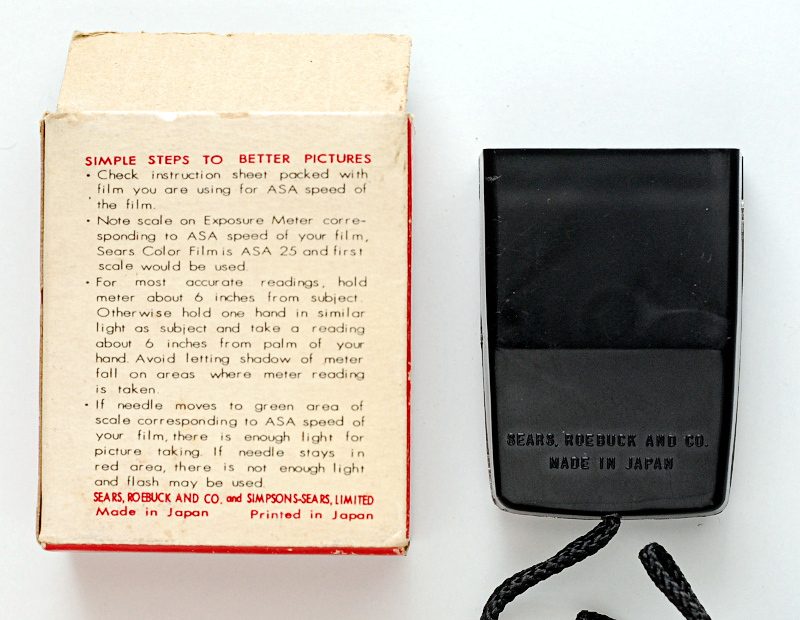 SIMPLE STEPS TO BETTER PICTURES
• Check instruction sheet packed with
film you are using for ASA speed of
the film.
• Note scale on Exposure Meter corre-
sponding to ASA speed of your film,
Sears Color Film is ASA 25 and first
scale would be used.
• For most accurate readings, hold
meter about 6 inches from subject.
Otherwise hold one hand in similar
light as subject and take a reading
about 6 inches from palm of your
hand. Avoid letting shadow of meter
fall on areas where meter reading
is taken.
• If needle moves to green area of
scale corresponding to ASA speed of
your film, there is enough light for
picture taking. If needle stays in
red area, there is not enough light
and flash may be used.
SEARS, ROEBUCK AND CO. and SIMPSONS-SEARS, LIMITED
Made in Japan Printed in Japan
SEARS, ROEBUCK AND CO.
MADE IN JAPAN